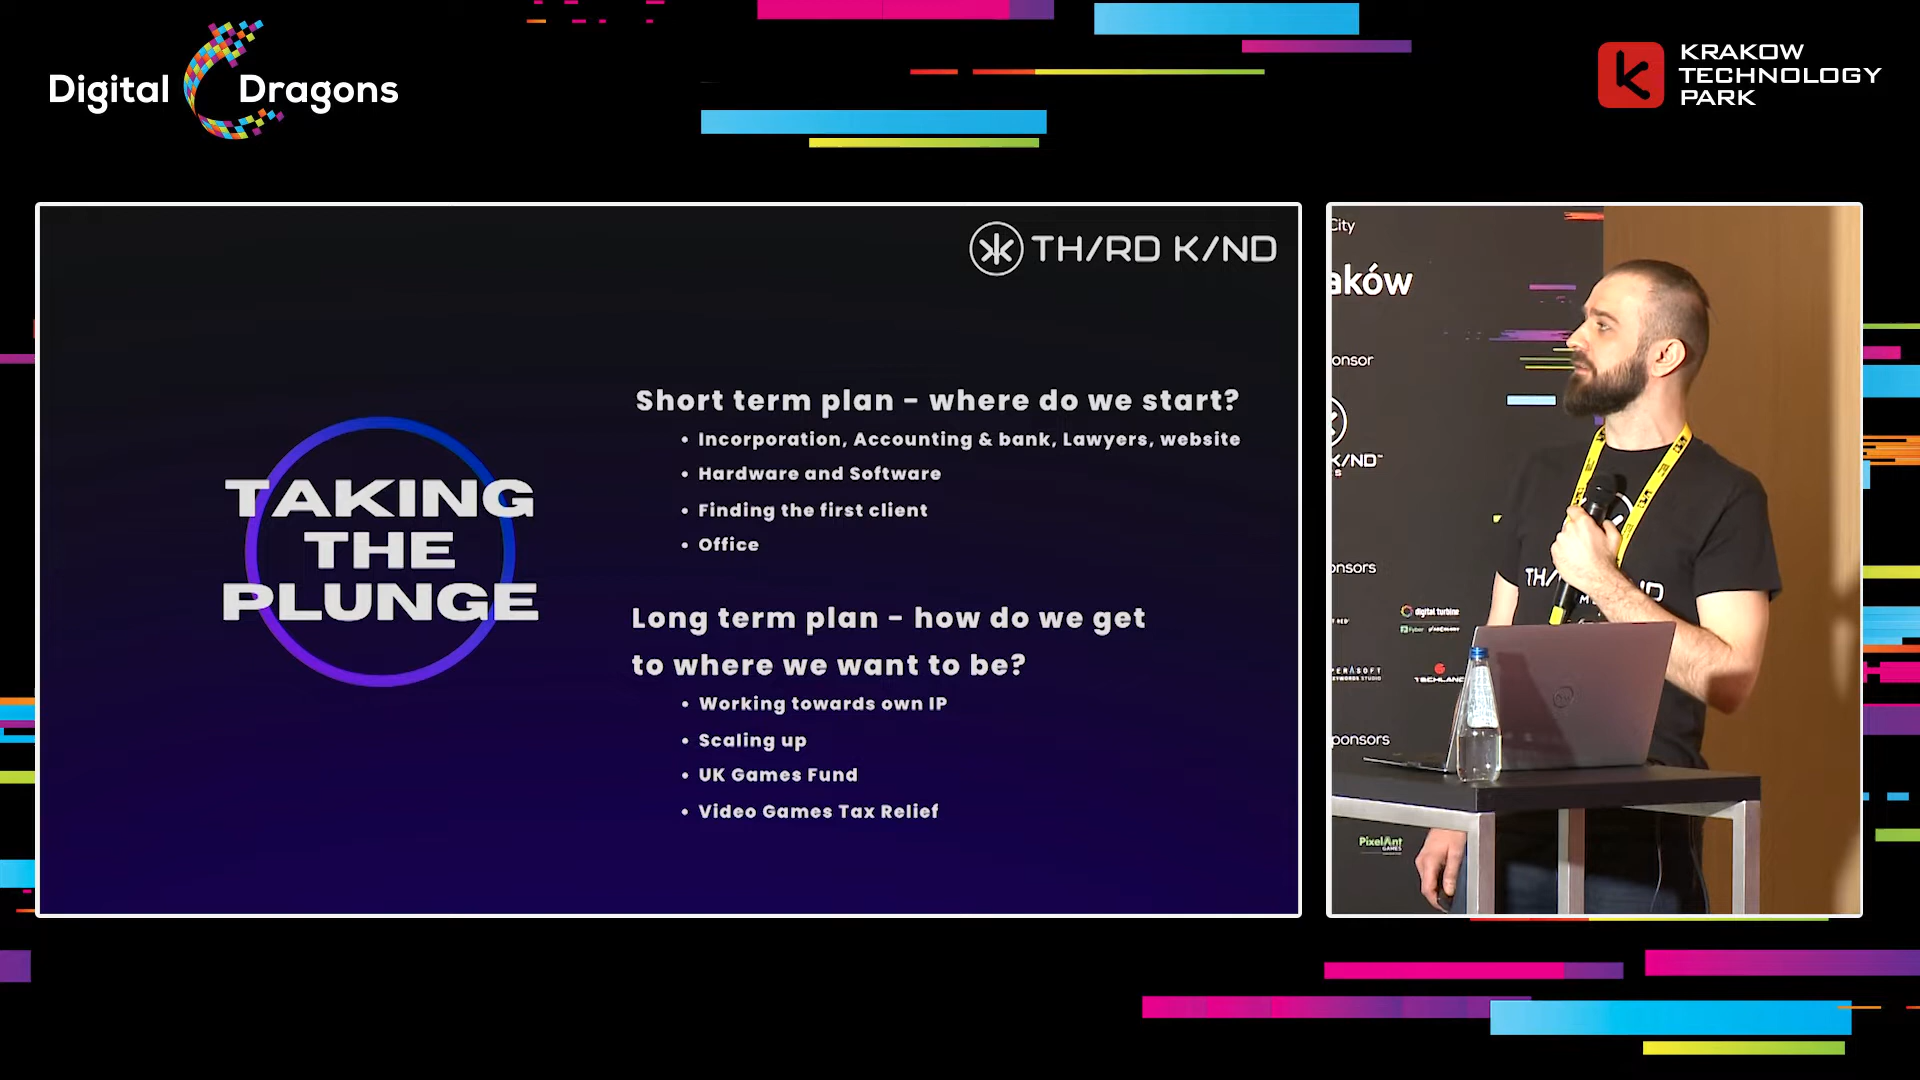 Digital Dragons
KRAKOW
TECHNOLOGY
PARK
TH/RD K/ND
TAKING
THE
PLUNGE
Short term plan - where do we start?
• Incorporation, Accounting & bank, Lawyers, website
• Hardware and Software
• Finding the first client
• Office
Long term plan - how do we get
to where we want to be?
• Working towards own IP
• Scaling up
• UK Games Fund
• Video Games Tax Relief
City
aków
onsor
K/ND
onsors
digital turbine
Fyber
TECHLAND
ponsors
PixelAnt
GAMES